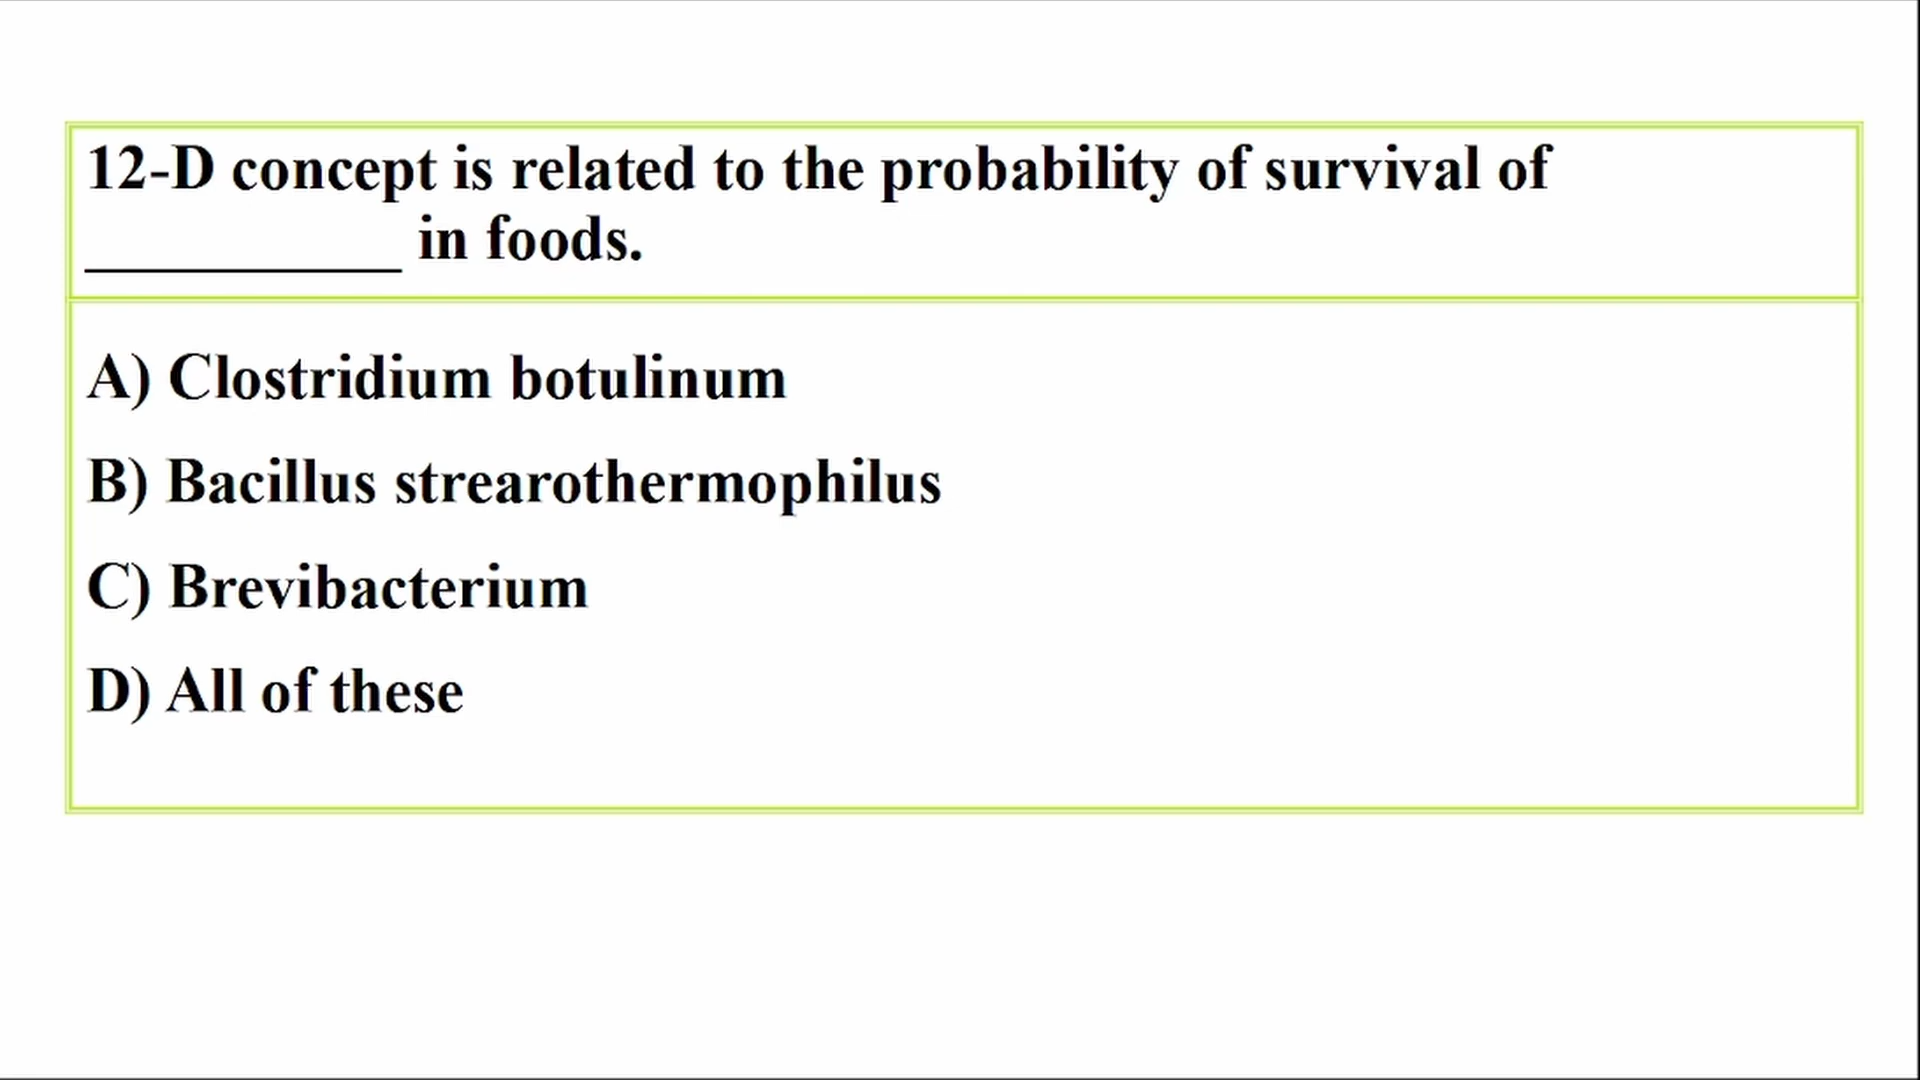 12-D concept is related to the probability of survival of
__________ in foods.
A) Clostridium botulinum
B) Bacillus strearothermophilus
C) Brevibacterium
D) All of these